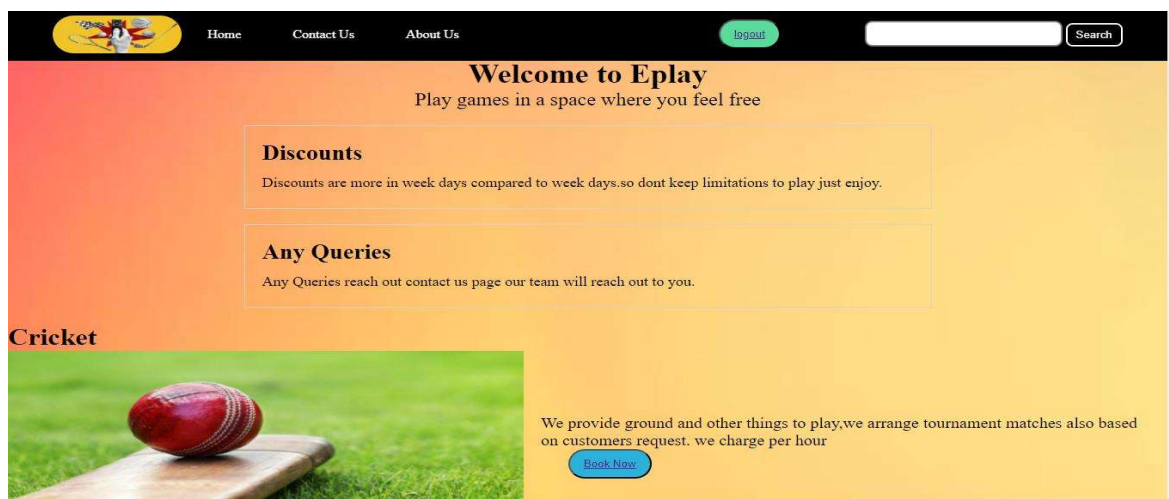 Home Contact Us About Us logout Search
Welcome to Eplay
Play games in a space where you feel free
Discounts
Discounts are more in week days compared to week days.so dont keep limitations to play just enjoy.
Any Queries
Any Queries reach out contact us page our team will reach out to you.
Cricket
We provide ground and other things to play,we arrange tournament matches also based
on customers request. we charge per hour
Book Now